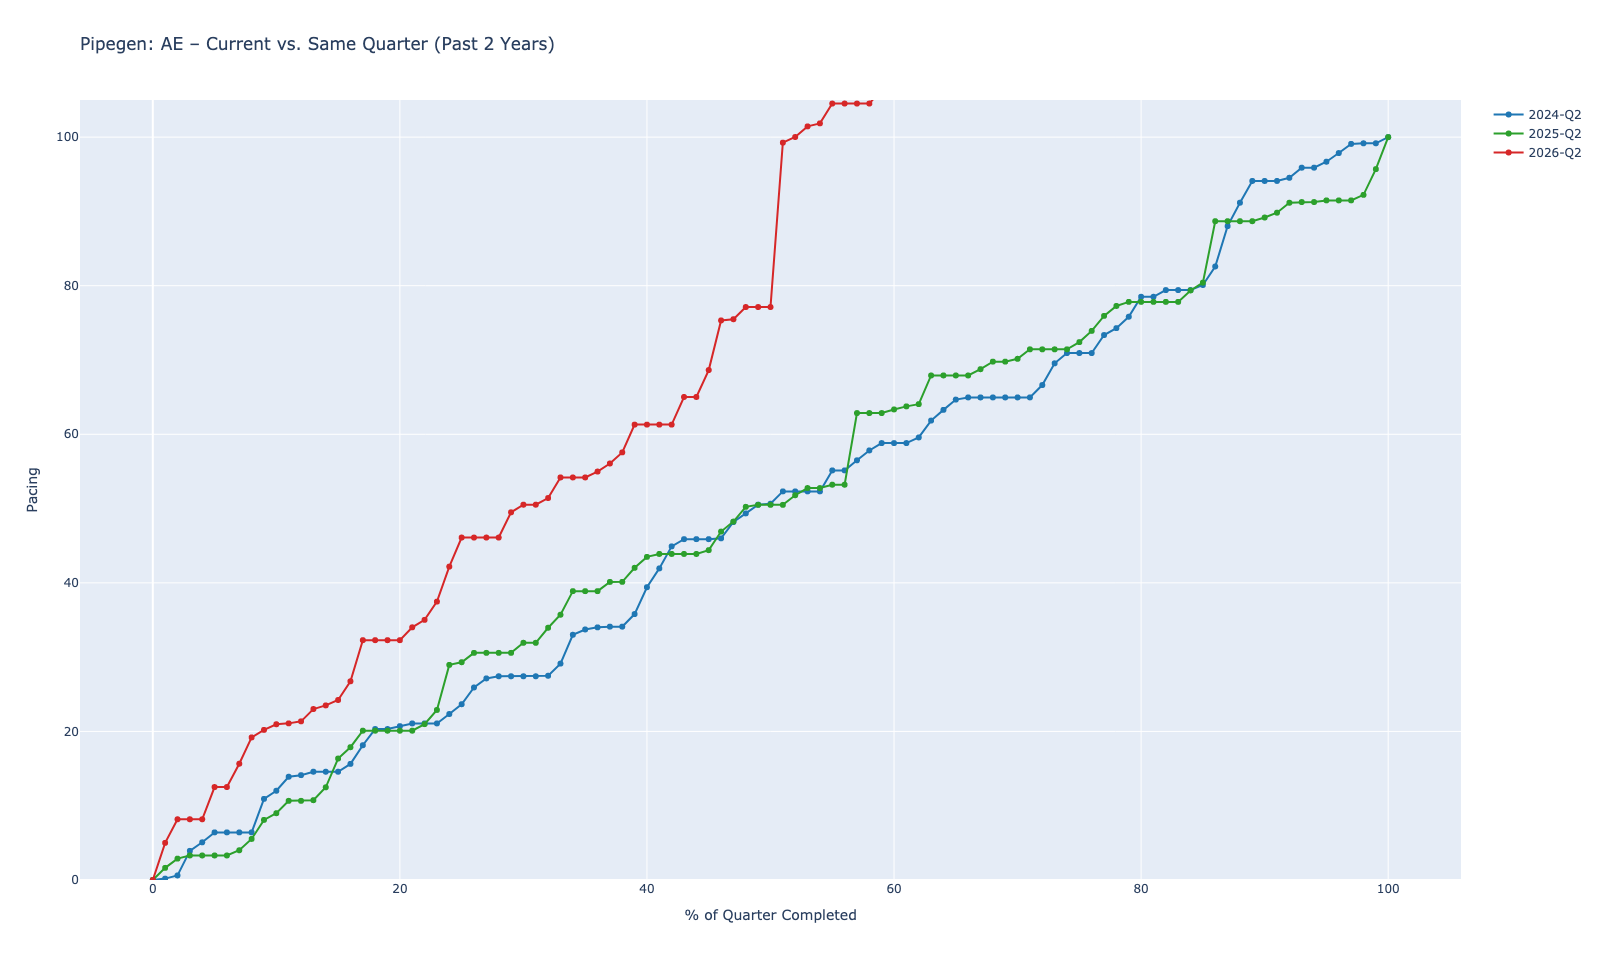 Pipegen: AE – Current vs. Same Quarter (Past 2 Years)
2024-Q2
2025-Q2
2026-Q2
Pacing
100
80
60
40
20
0
0 20 40 60 80 100
% of Quarter Completed